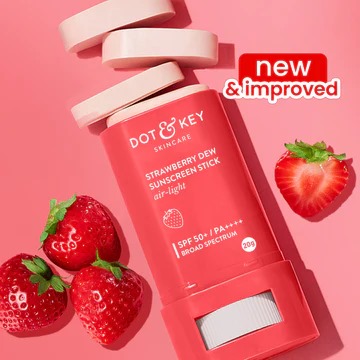 new
& improved
DOT & KEY
SKINCARE
STRAWBERRY DEW
SUNSCREEN STICK
air-light
SPF 50+ / PA++++
BROAD SPECTRUM
20g